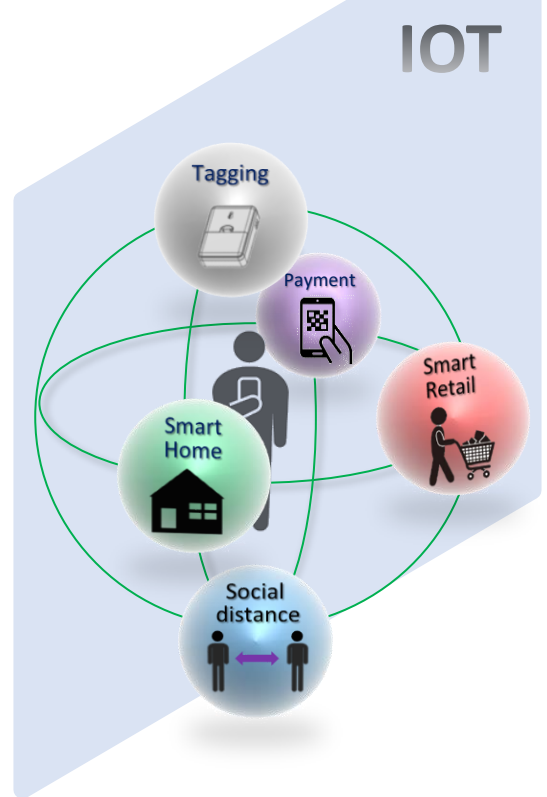 IOT
Tagging
Payment
Smart
Retail
Smart
Home
Social
distance